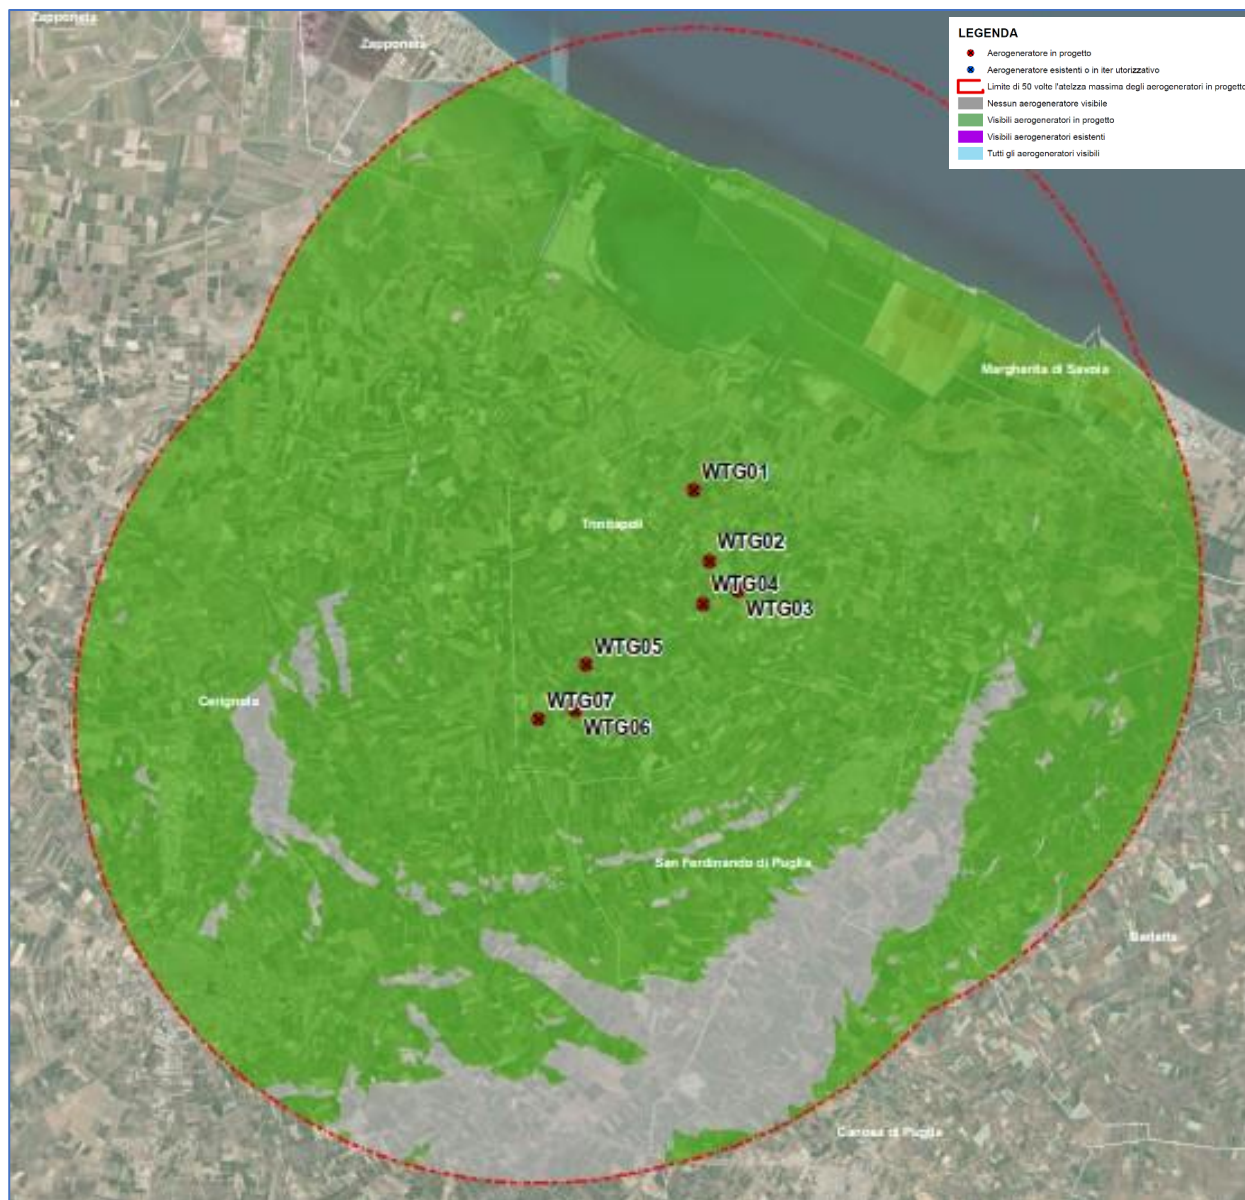 Zapponeta
Zapponeta
LEGENDA
Aerogeneratore in progetto
Aerogeneratore esistenti o in iter utorizzativo
Limite di 50 volte l'atelzza massima degli aerogeneratori in progetto
Nessun aerogeneratore visibile
Visibili aerogeneratori in progetto
Visibili aerogeneratori esistenti
Tutti gli aerogeneratori visibili
Margherita di Savoia
WTG01
Trinitapoli
WTG02
WTG04
WTG03
WTG05
Cerignola
WTG07
WTG06
San Ferdinando di Puglia
Barletta
Canosa di Puglia